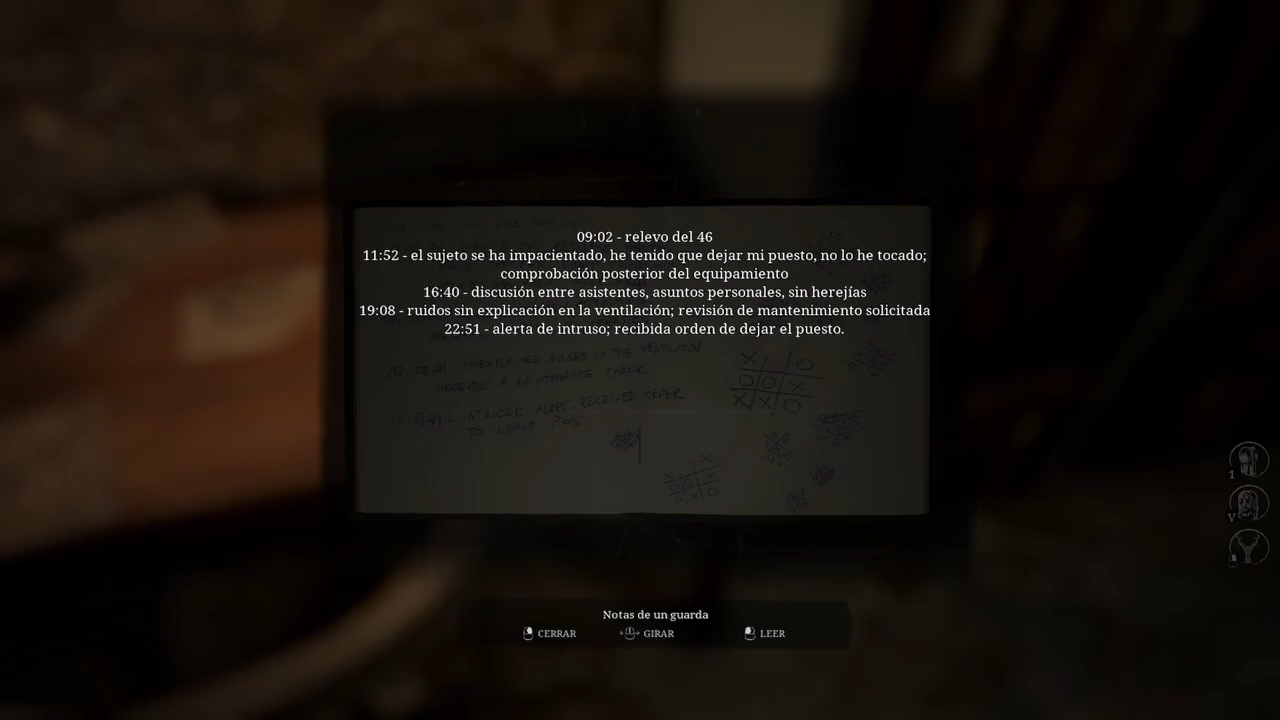 09:02 - relevo del 46
11:52 - el sujeto se ha impacientado, he tenido que dejar mi puesto, no lo he tocado;
comprobación posterior del equipamiento
16:40 - discusión entre asistentes, asuntos personales, sin herejías
19:08 - ruidos sin explicación en la ventilación; revisión de mantenimiento solicitada
22:51 - alerta de intruso; recibida orden de dejar el puesto.
UNEXPLAINED NOISES IN THE VENTILATION
ORDERED A MAINTENANCE CHECK
INTRUDER ALERT, RECEIVED ORDER
TO LEAVE POST
1
V
Notas de un guarda
CERRAR GIRAR LEER